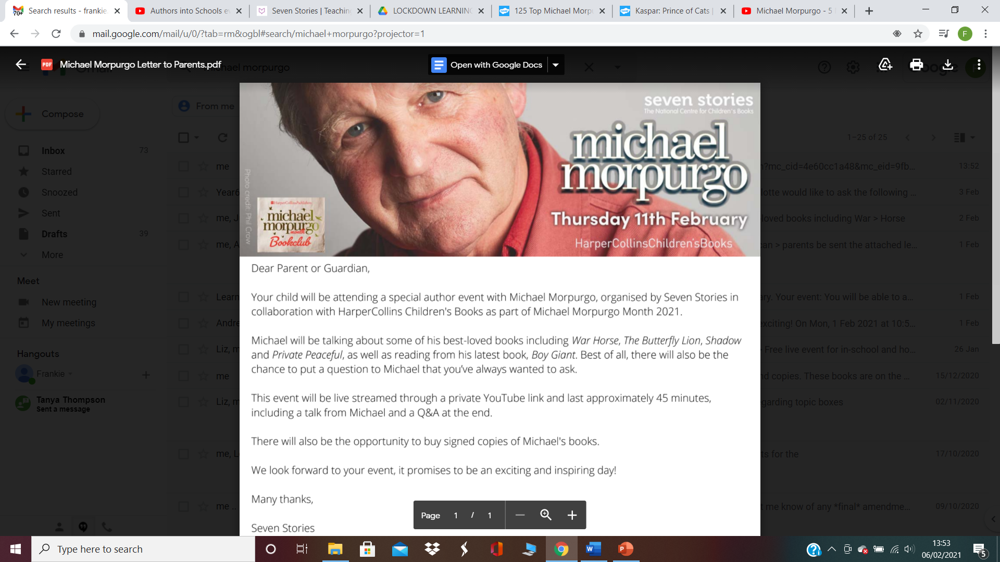 Search results - frankie
Authors into Schools ev
Seven Stories | Teaching
LOCKDOWN LEARNING
125 Top Michael Morpu
Kaspar: Prince of Cats |
Michael Morpurgo - 5
mail.google.com/mail/u/0/?tab=rm&ogbl#search/michael+morpurgo?projector=1
F
PDF
Michael Morpurgo Letter to Parents.pdf
michael morpurgo
Open with Google Docs
Compose
From me
1–25 of 25
Inbox 73
Starred
Snoozed
Sent
Drafts 39
More
Meet
New meeting
My meetings
Hangouts
Frankie
Tanya Thompson
Sent a message
me
Year6
me, J
me, A
Learn
Andre
Liz, m
me
Liz, m
me, L
me ..
seven stories
The National Centre for Children's Books
michael
morpurgo
Thursday 11th February
HarperCollinsChildren'sBooks
Photo credit: Phil Crow
HarperCollinsPublishers
michael
morpurgo
month
Bookclub
Dear Parent or Guardian,
Your child will be attending a special author event with Michael Morpurgo, organised by Seven Stories in
collaboration with HarperCollins Children's Books as part of Michael Morpurgo Month 2021.
Michael will be talking about some of his best-loved books including War Horse, The Butterfly Lion, Shadow
and Private Peaceful, as well as reading from his latest book, Boy Giant. Best of all, there will also be the
chance to put a question to Michael that you've always wanted to ask.
This event will be live streamed through a private YouTube link and last approximately 45 minutes,
including a talk from Michael and a Q&A at the end.
There will also be the opportunity to buy signed copies of Michael's books.
We look forward to your event, it promises to be an exciting and inspiring day!
Many thanks,
Seven Stories
Page 1 / 1
n?mc_cid=4e60cc1a48&mc_eid=9fb... 13:52
lotte would like to ask the following ... 3 Feb
loved books including War > Horse 2 Feb
can > parents be sent the attached le... 1 Feb
ary. Your event: You will be able to a... 1 Feb
exciting! On Mon, 1 Feb 2021 at 10:5... 1 Feb
Free live event for in-school and ho... 26 Jan
nd copies. These books are on the ... 15/12/2020
garding topic boxes 02/11/2020
ts for the 17/10/2020
t me know of any *final* amendme... 09/10/2020
Type here to search
13:53
06/02/2021
5